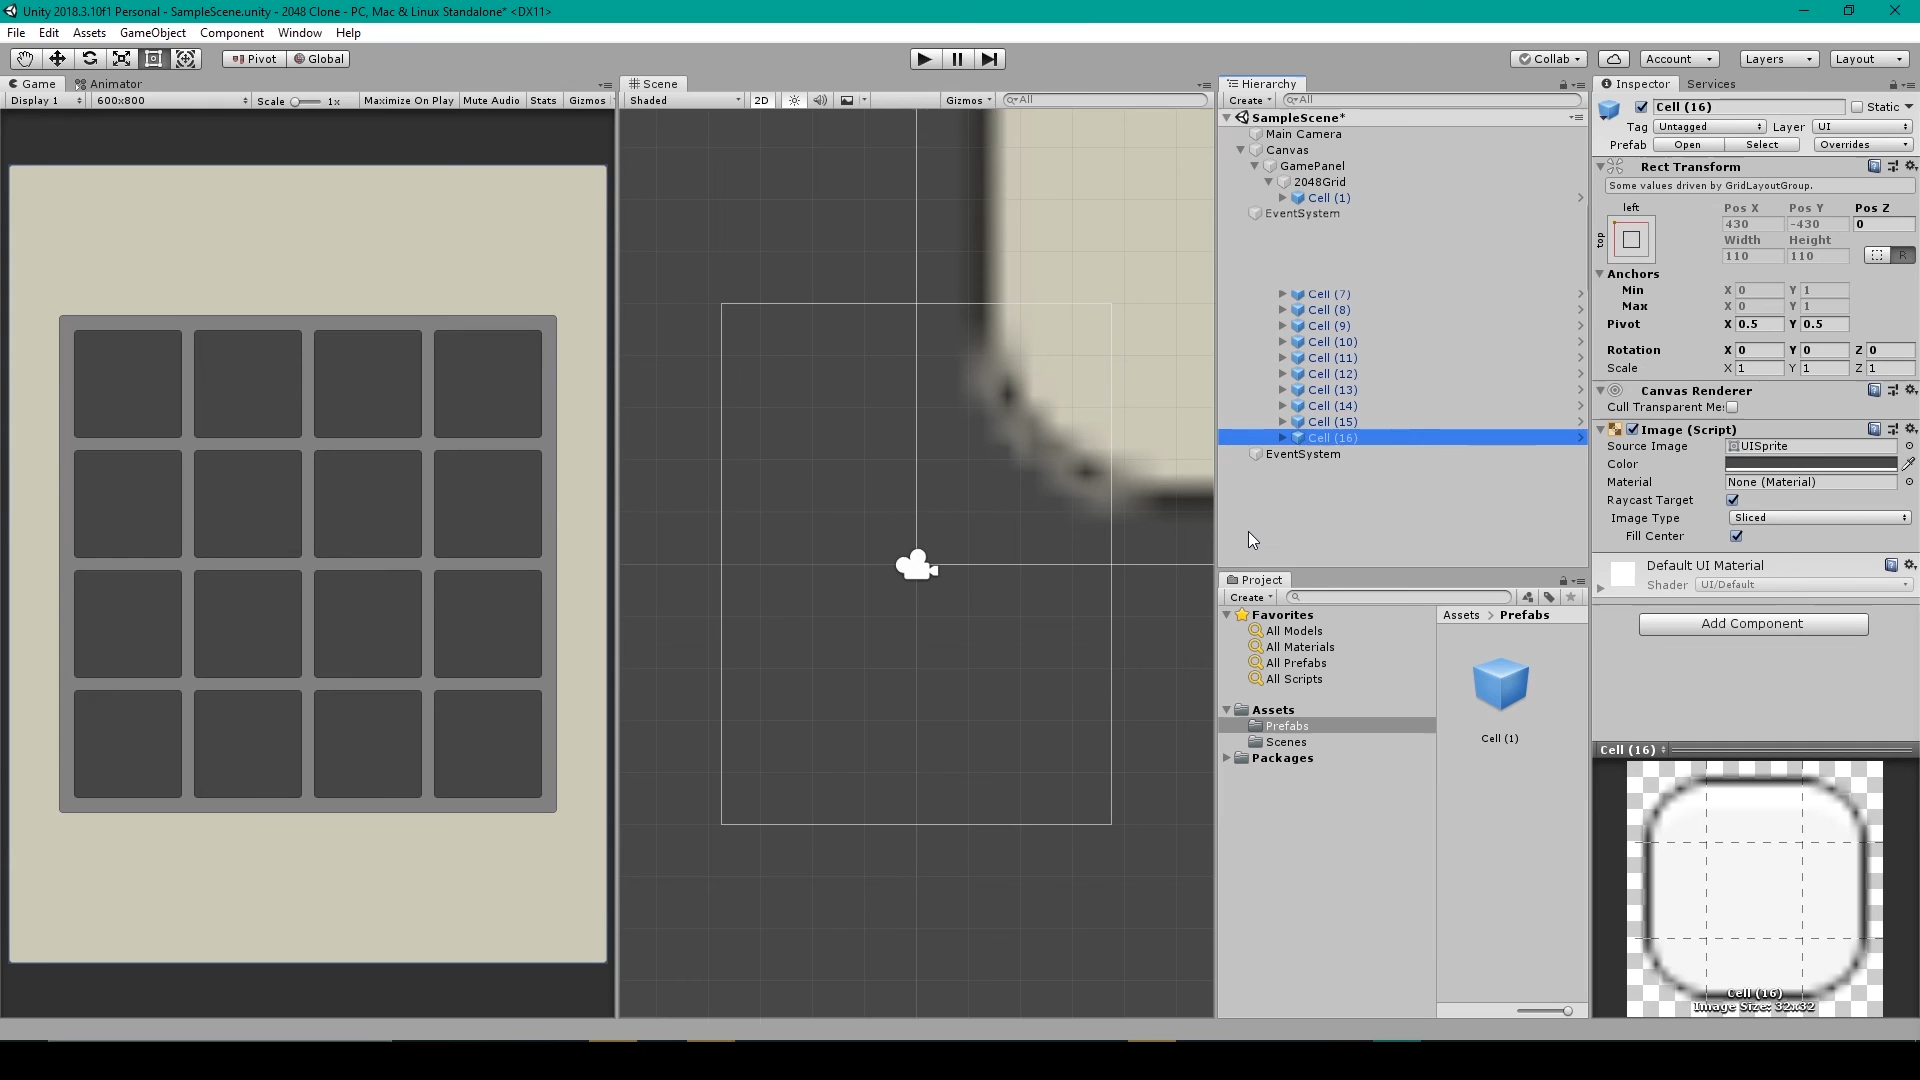 Unity 2018.3.10f1 Personal - SampleScene.unity - 2048 Clone - PC, Mac & Linux Standalone* <DX11>
File Edit Assets GameObject Component Window Help
Pivot Global Collab Account Layers Layout
Game Animator
Display 1 600x800 Scale 1x Maximize On Play Mute Audio Stats Gizmos
Scene
Shaded 2D Gizmos All
Hierarchy
Create All
SampleScene*
Main Camera
Canvas
GamePanel
2048Grid
Cell (1)
EventSystem
Cell (7)
Cell (8)
Cell (9)
Cell (10)
Cell (11)
Cell (12)
Cell (13)
Cell (14)
Cell (15)
Cell (16)
EventSystem
Project
Create
Favorites
All Models
All Materials
All Prefabs
All Scripts
Assets
Prefabs
Scenes
Packages
Assets > Prefabs
Cell (1)
Inspector Services
Cell (16) Static
Tag Untagged Layer UI
Prefab Open Select Overrides
Rect Transform
Some values driven by GridLayoutGroup.
left Pos X Pos Y Pos Z
top 430 -430 0
Width Height
110 110 R
Anchors
Min X 0 Y 1
Max X 0 Y 1
Pivot X 0.5 Y 0.5
Rotation X 0 Y 0 Z 0
Scale X 1 Y 1 Z 1
Canvas Renderer
Cull Transparent Me:
Image (Script)
Source Image UISprite
Color
Material None (Material)
Raycast Target
Image Type Sliced
Fill Center
Default UI Material
Shader UI/Default
Add Component
Cell (16)
Cell (16)
Image Size: 32x32